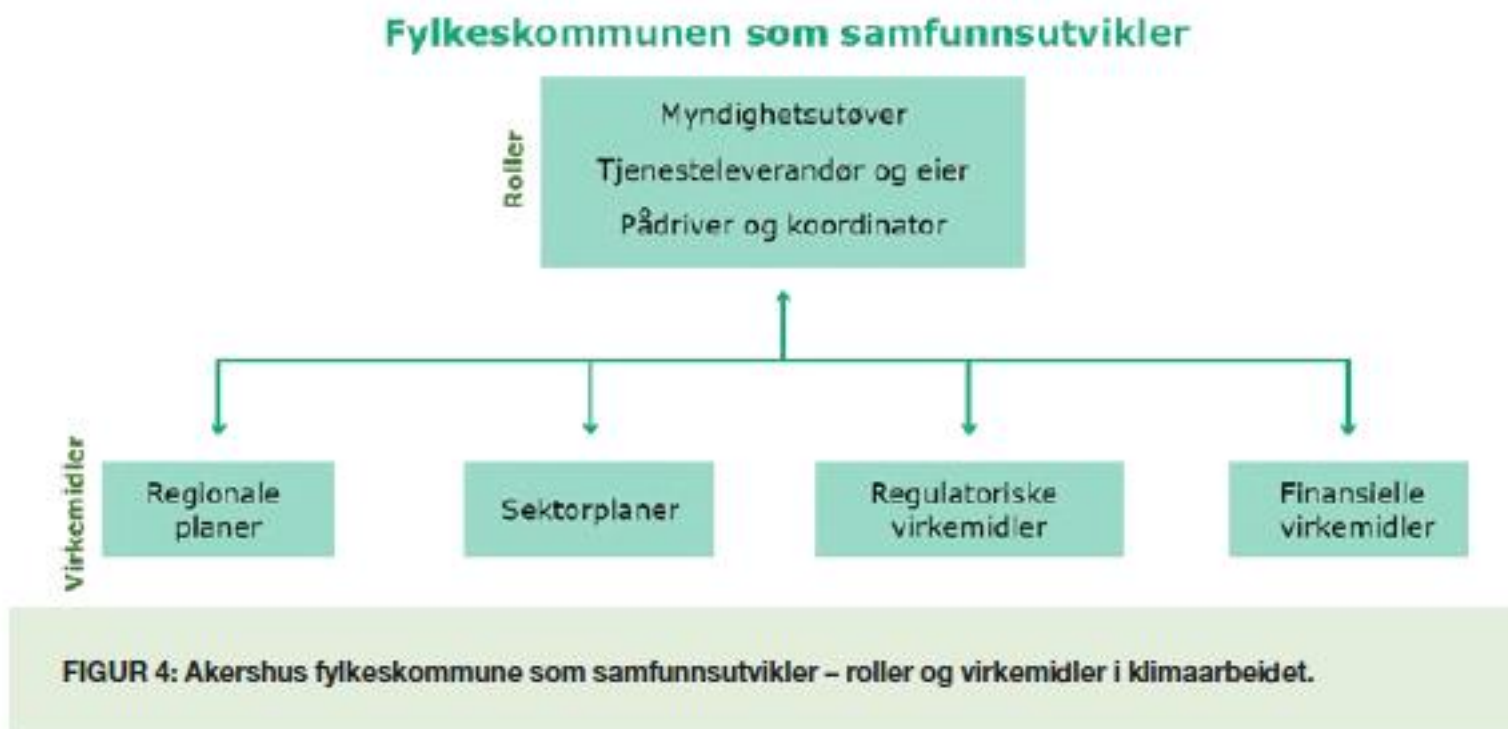 Fylkeskommunen som samfunnsutvikler
Roller
Myndighetsutøver
Tjenesteleverandør og eier
Pådriver og koordinator
Virkemidler
Regionale
planer
Sektorplaner
Regulatoriske
virkemidler
Finansielle
virkemidler
FIGUR 4: Akershus fylkeskommune som samfunnsutvikler – roller og virkemidler i klimaarbeidet.